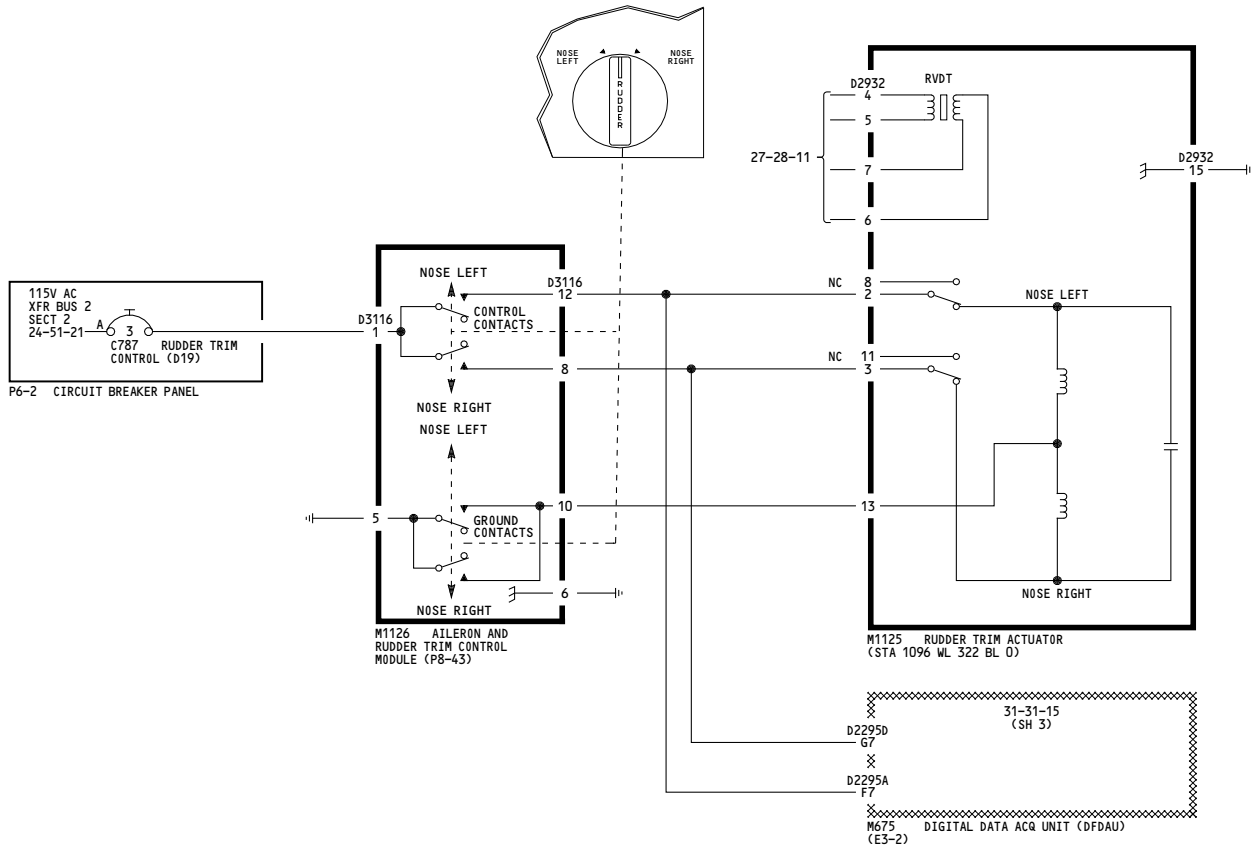 NOSE
LEFT
NOSE
RIGHT
RUDDER
D2932
RVDT
4
5
27-28-11
7
6
D2932
15
115V AC
XFR BUS 2
SECT 2
24-51-21
A
3
C787 RUDDER TRIM
CONTROL (D19)
P6-2 CIRCUIT BREAKER PANEL
D3116
1
NOSE LEFT
CONTROL
CONTACTS
D3116
12
8
NOSE RIGHT
NOSE LEFT
5
GROUND
CONTACTS
10
6
NOSE RIGHT
M1126 AILERON AND
RUDDER TRIM CONTROL
MODULE (P8-43)
NC 8
2
NC 11
3
13
NOSE LEFT
NOSE RIGHT
M1125 RUDDER TRIM ACTUATOR
(STA 1096 WL 322 BL 0)
31-31-15
(SH 3)
D2295D
G7
D2295A
F7
M675 DIGITAL DATA ACQ UNIT (DFDAU)
(E3-2)